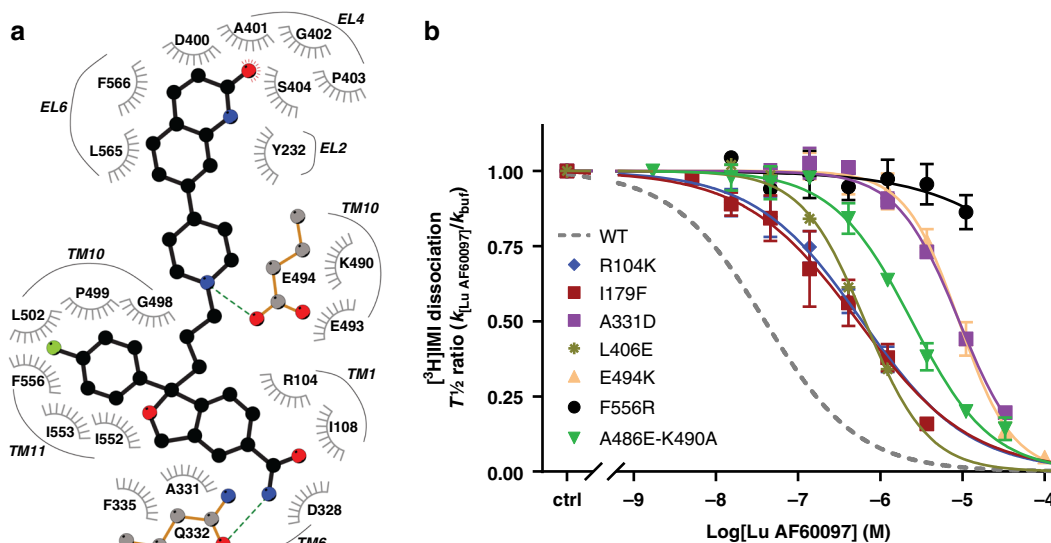 a
EL4
A401
D400
G402
F566
P403
S404
EL6
L565
Y232
EL2
TM10
TM10
E494
K490
P499
G498
L502
E493
F556
R104
TM1
I553
I552
I108
TM11
A331
F335
D328
Q332
TM6
b
[³H]IMI dissociation
T½ ratio (k[Lu AF60097]/kbuf)
1.00
0.75
0.50
0.25
0.00
WT
R104K
I179F
A331D
L406E
E494K
F556R
A486E-K490A
ctrl
−9
−8
−7
−6
−5
−4
Log[Lu AF60097] (M)